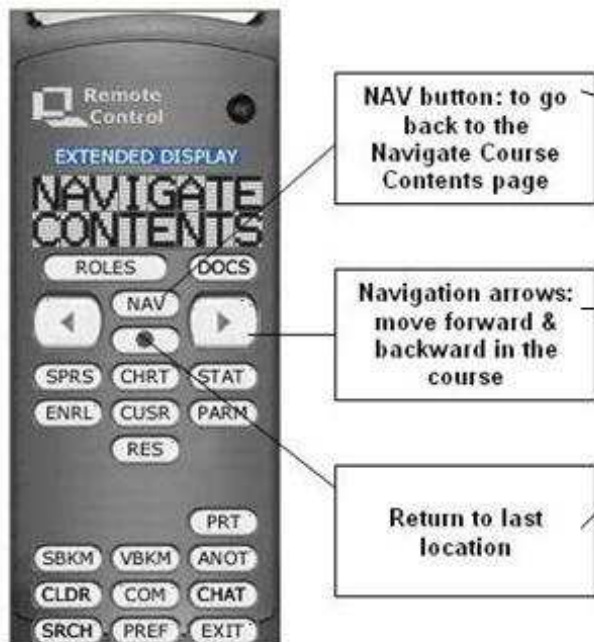 Remote
Control
EXTENDED DISPLAY
NAVIGATE
CONTENTS
ROLES DOCS
NAV
SPRS CHRT STAT
ENRL CUSR PARM
RES
PRT
SBKM VBKM ANOT
CLDR COM CHAT
SRCH PREF EXIT
NAV button: to go
back to the
Navigate Course
Contents page
Navigation arrows:
move forward &
backward in the
course
Return to last
location